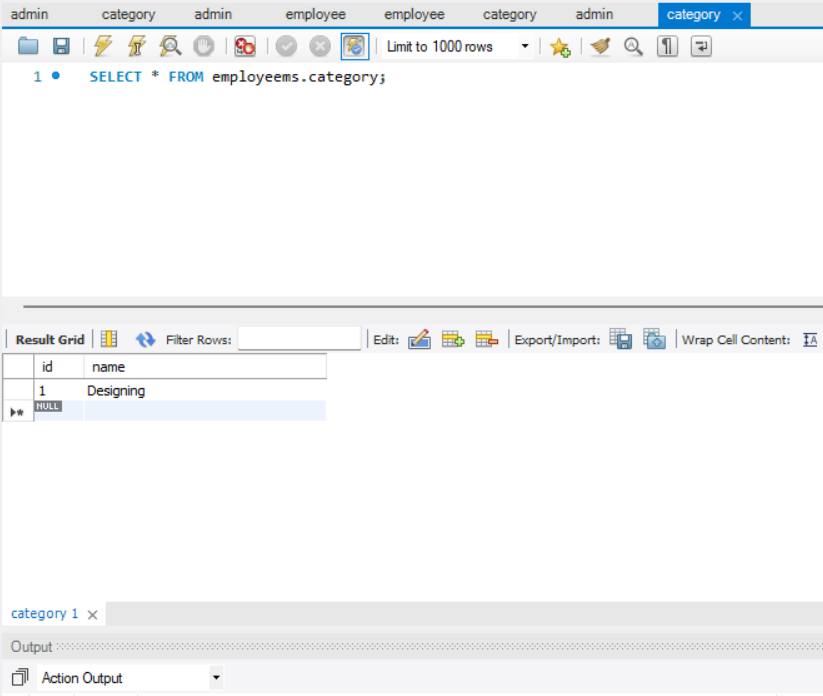 admin category admin employee employee category admin category
Limit to 1000 rows
1 SELECT * FROM employeems.category;
Result Grid Filter Rows: Edit: Export/Import: Wrap Cell Content: IA
id name
1 Designing
NULL
category 1
Output
Action Output